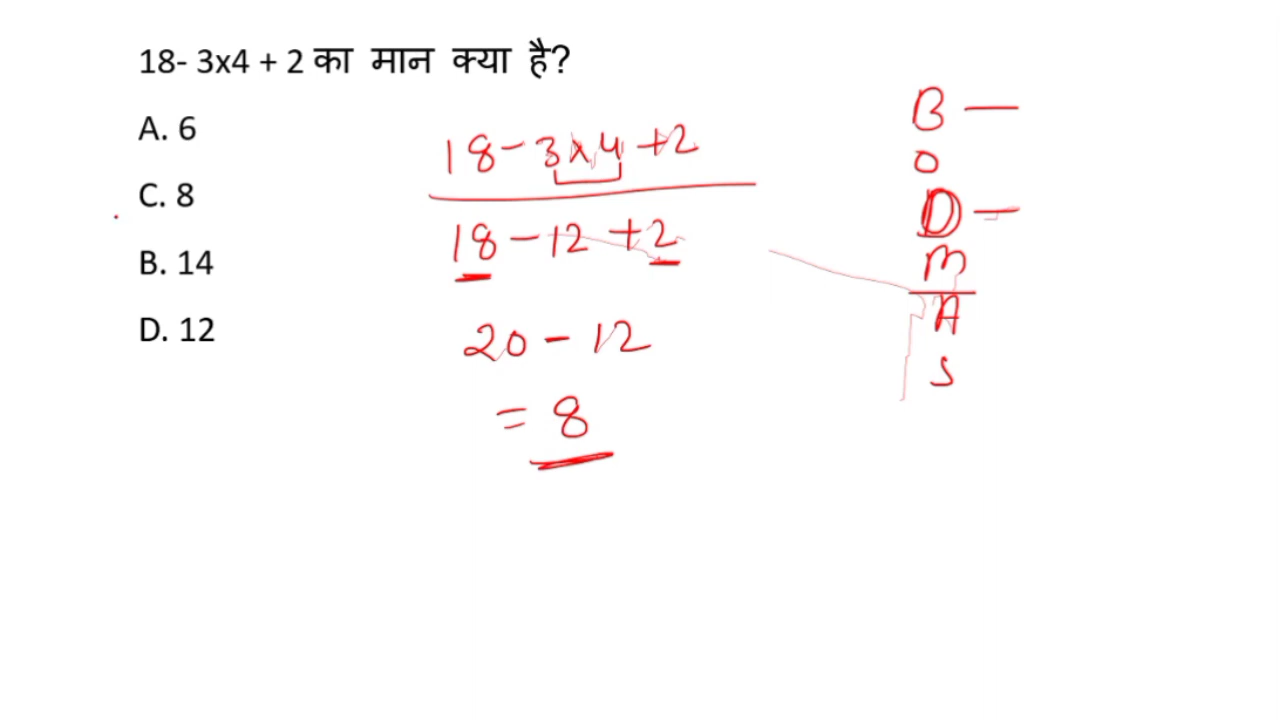 18- 3x4 + 2 का मान क्या है?
A. 6
C. 8
B. 14
D. 12
18-3x4+2
18-12+2
20-12
=8
B
O
D
M
A
S